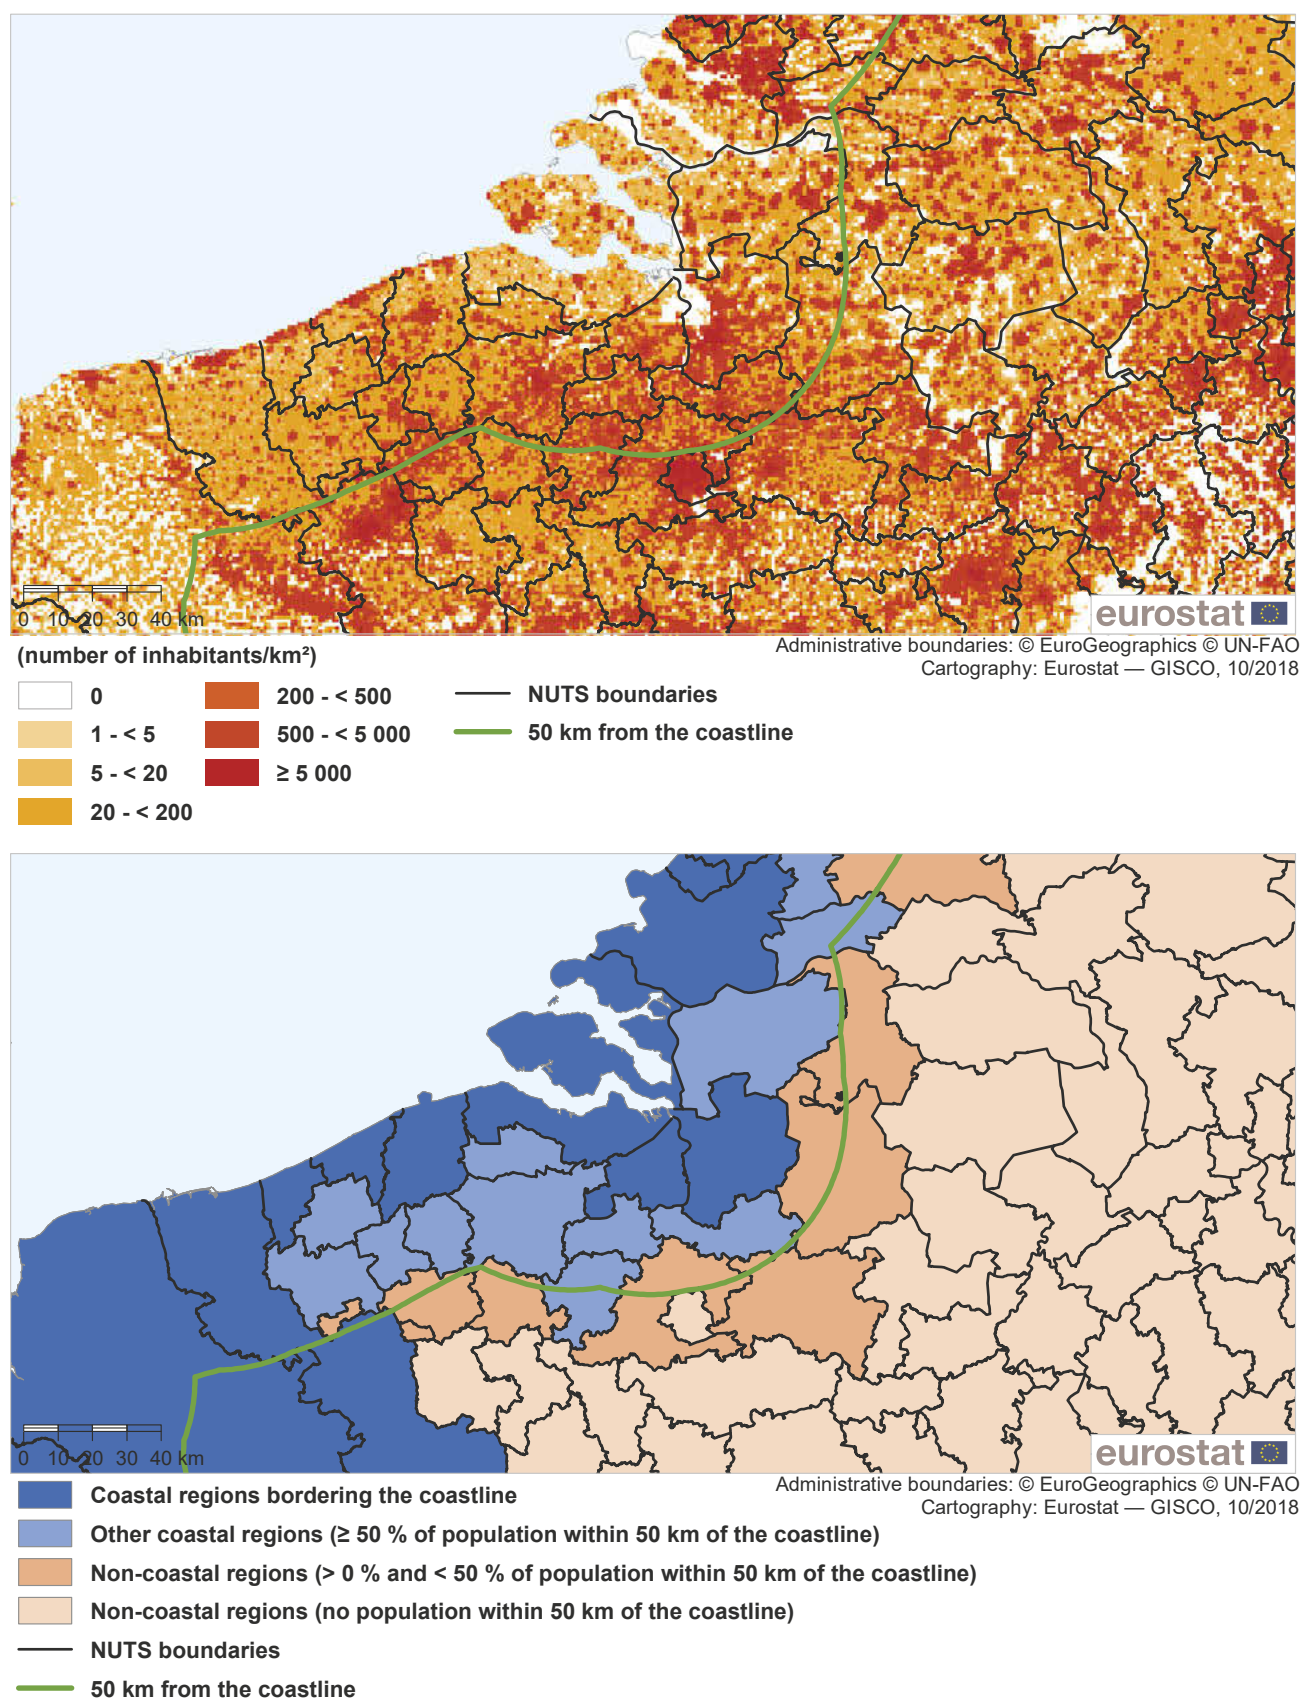 0 10 20 30 40 km
eurostat
Administrative boundaries: © EuroGeographics © UN-FAO
Cartography: Eurostat — GISCO, 10/2018
(number of inhabitants/km²)
0
1 - < 5
5 - < 20
20 - < 200
200 - < 500
500 - < 5 000
≥ 5 000
NUTS boundaries
50 km from the coastline
0 10 20 30 40 km
eurostat
Administrative boundaries: © EuroGeographics © UN-FAO
Cartography: Eurostat — GISCO, 10/2018
Coastal regions bordering the coastline
Other coastal regions (≥ 50 % of population within 50 km of the coastline)
Non-coastal regions (> 0 % and < 50 % of population within 50 km of the coastline)
Non-coastal regions (no population within 50 km of the coastline)
NUTS boundaries
50 km from the coastline